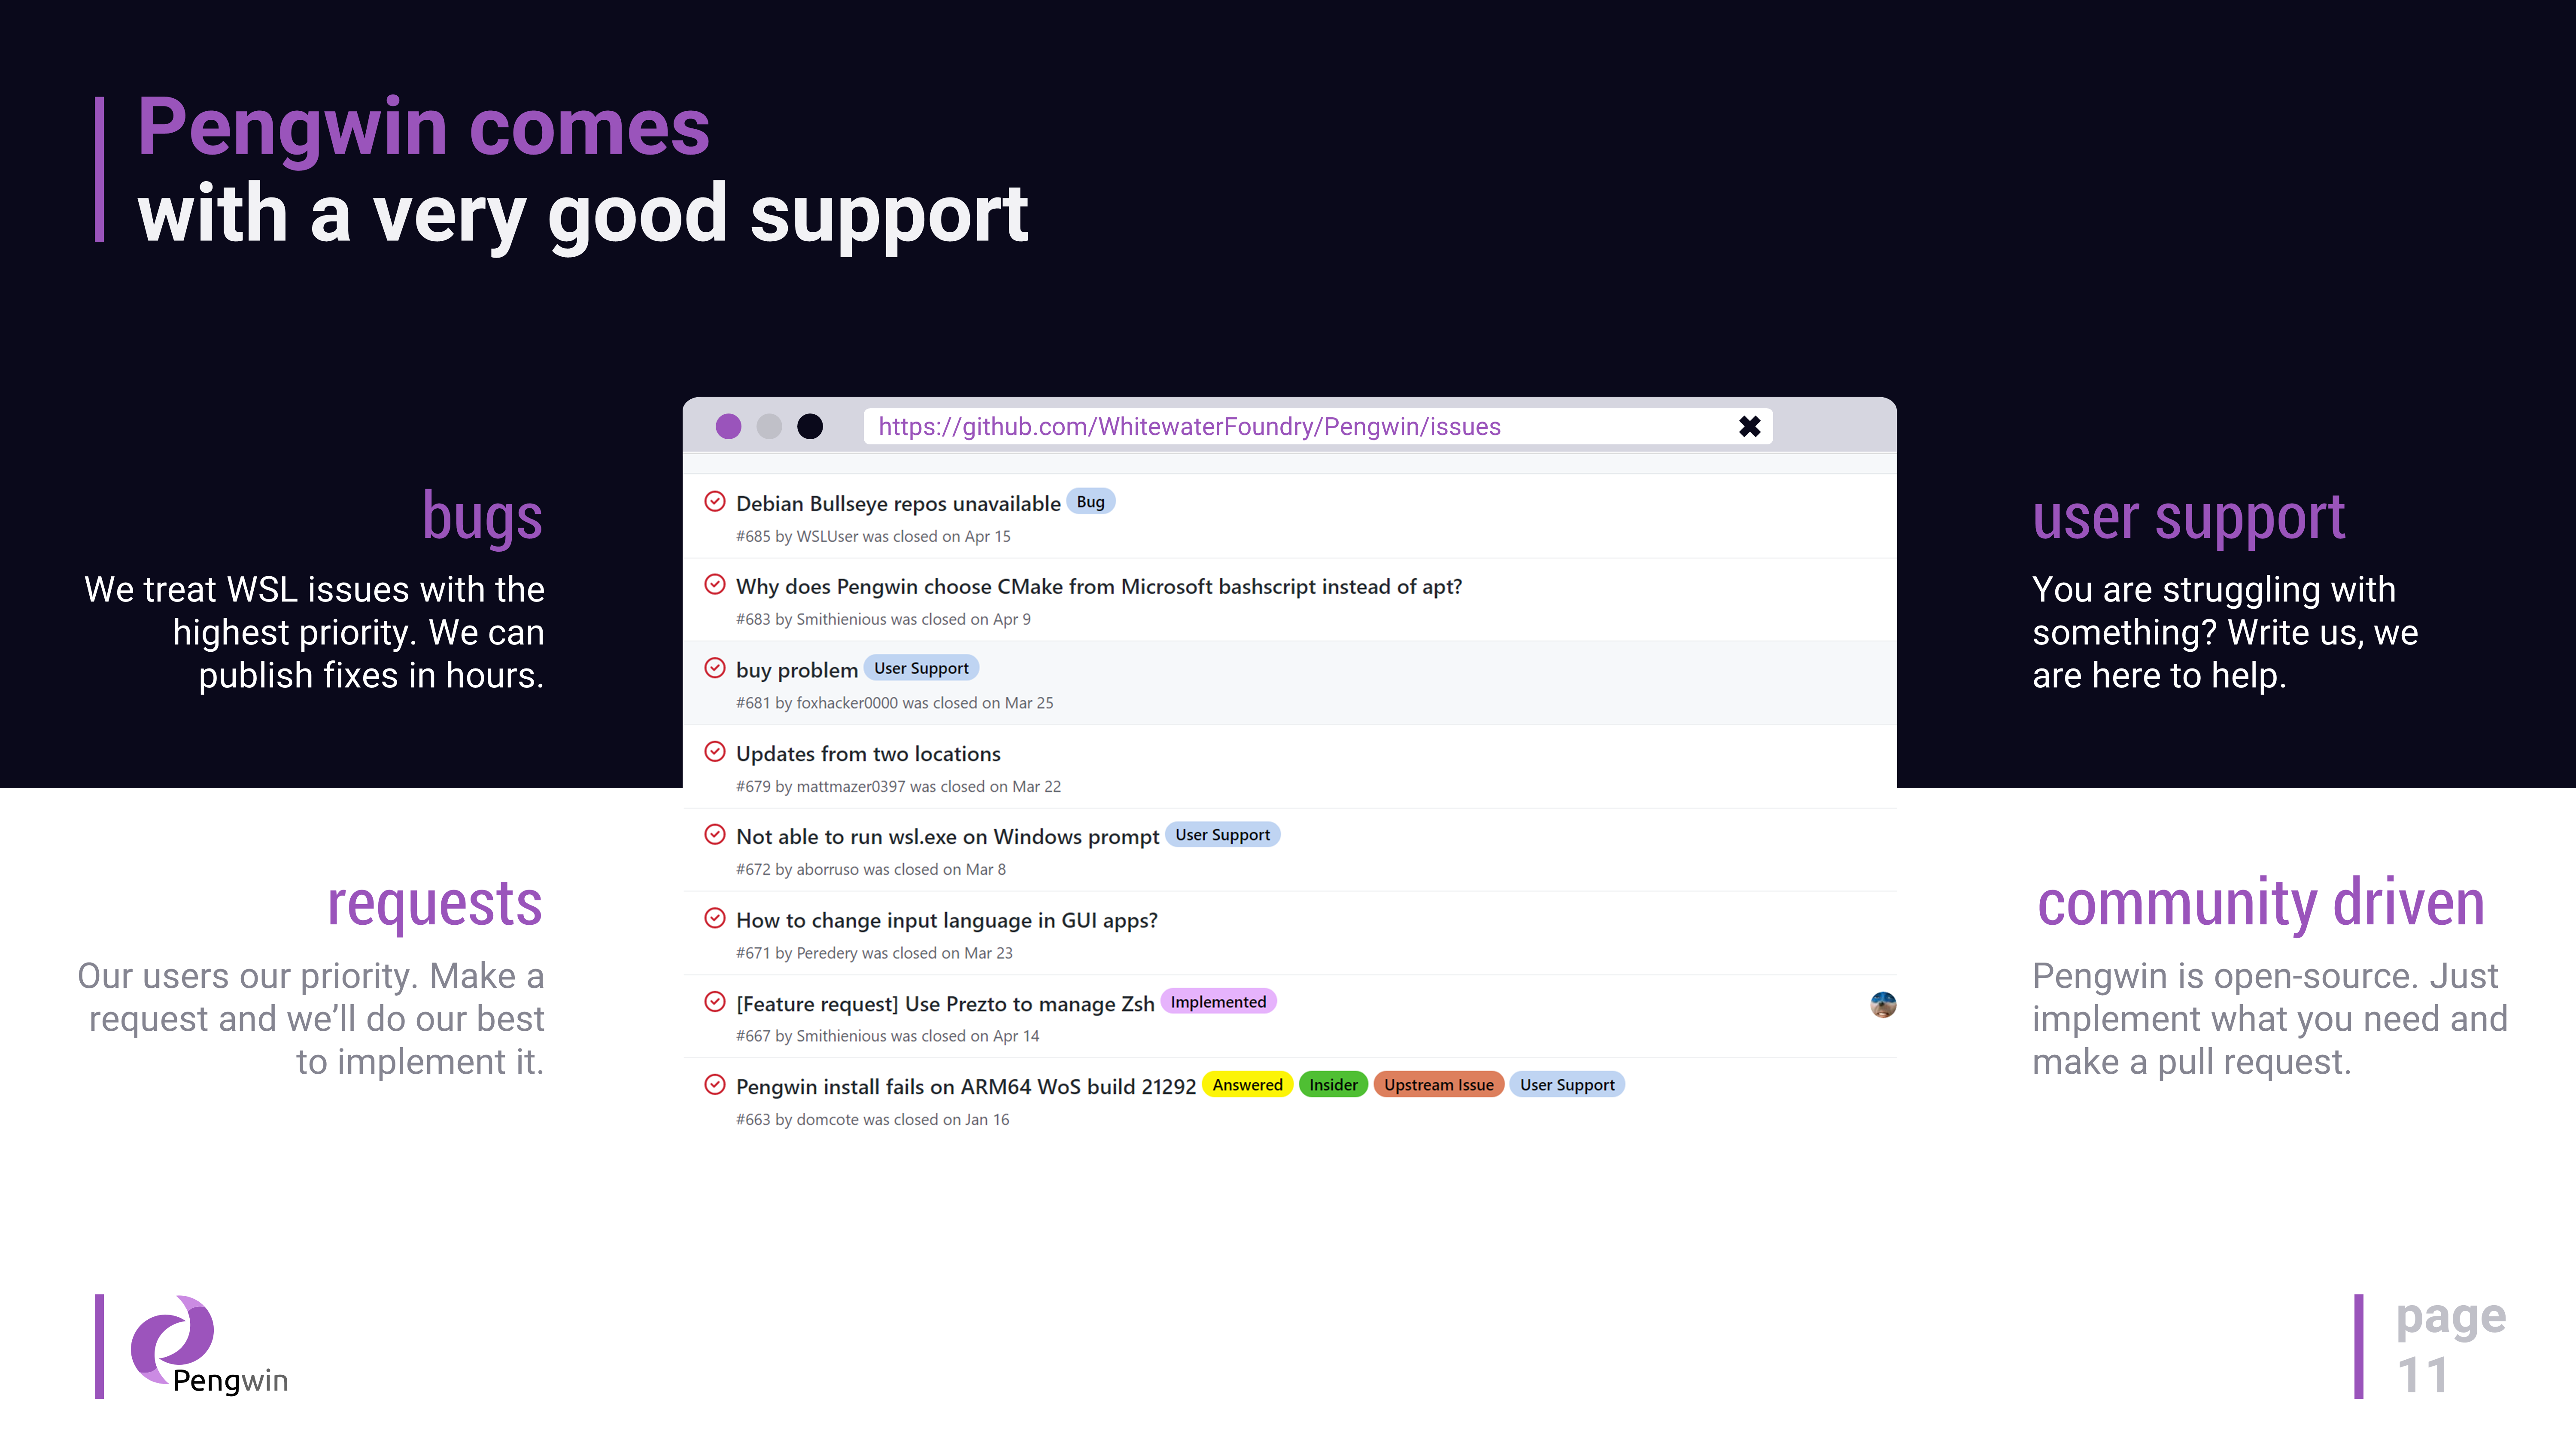 Pengwin comes
with a very good support
bugs
We treat WSL issues with the
highest priority. We can
publish fixes in hours.
requests
Our users our priority. Make a
request and we’ll do our best
to implement it.
https://github.com/WhitewaterFoundry/Pengwin/issues
Debian Bullseye repos unavailable Bug
#685 by WSLUser was closed on Apr 15
Why does Pengwin choose CMake from Microsoft bashscript instead of apt?
#683 by Smithienious was closed on Apr 9
buy problem User Support
#681 by foxhacker0000 was closed on Mar 25
Updates from two locations
#679 by mattmazer0397 was closed on Mar 22
Not able to run wsl.exe on Windows prompt User Support
#672 by aborruso was closed on Mar 8
How to change input language in GUI apps?
#671 by Peredery was closed on Mar 23
[Feature request] Use Prezto to manage Zsh Implemented
#667 by Smithienious was closed on Apr 14
Pengwin install fails on ARM64 WoS build 21292 Answered Insider Upstream Issue User Support
#663 by domcote was closed on Jan 16
user support
You are struggling with
something? Write us, we
are here to help.
community driven
Pengwin is open-source. Just
implement what you need and
make a pull request.
Pengwin
page
11